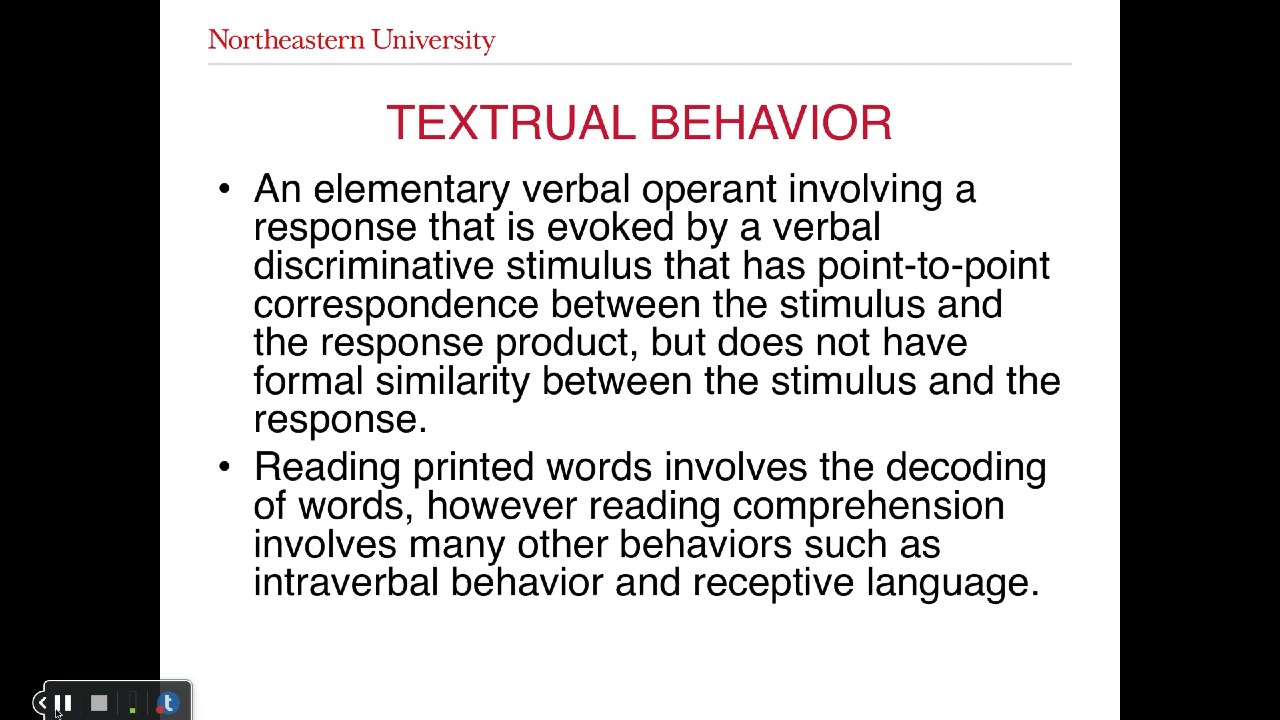 Northeastern University
TEXTRUAL BEHAVIOR
• An elementary verbal operant involving a
response that is evoked by a verbal
discriminative stimulus that has point-to-point
correspondence between the stimulus and
the response product, but does not have
formal similarity between the stimulus and the
response.
• Reading printed words involves the decoding
of words, however reading comprehension
involves many other behaviors such as
intraverbal behavior and receptive language.
t